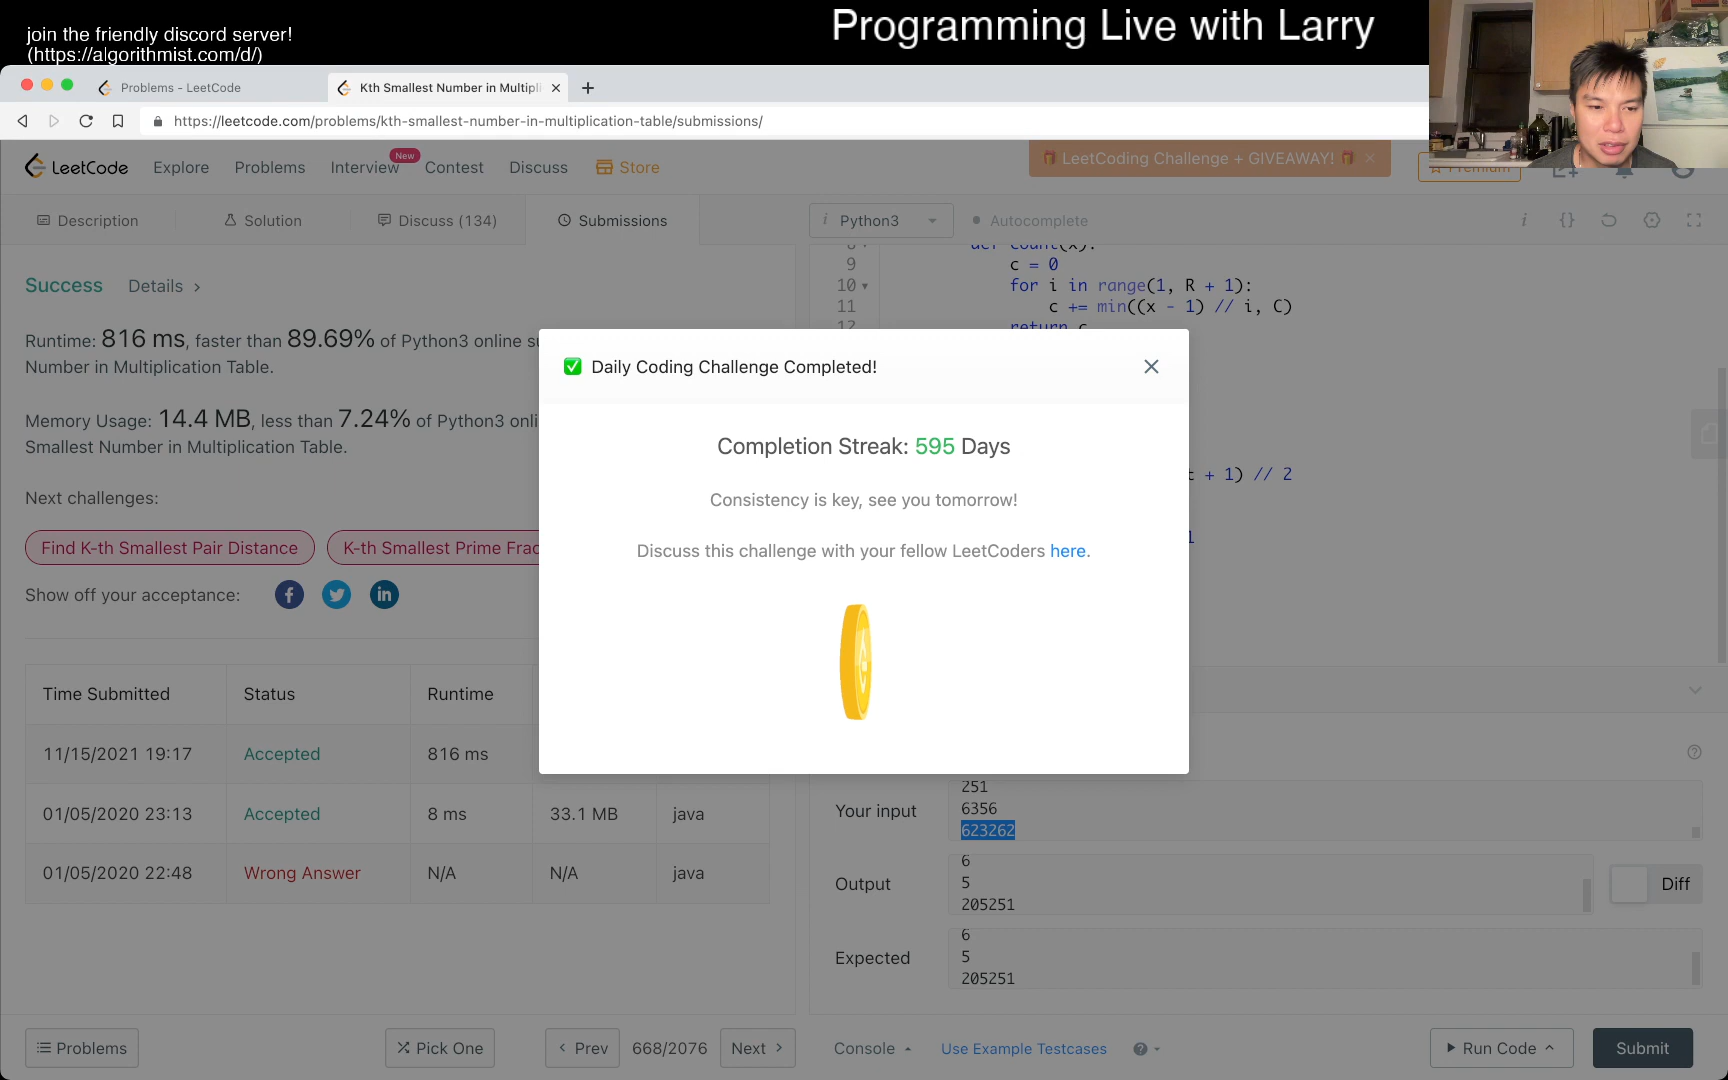 join the friendly discord server!
(https://algorithmist.com/d/)
Programming Live with Larry
Problems - LeetCode
Kth Smallest Number in Multipli
https://leetcode.com/problems/kth-smallest-number-in-multiplication-table/submissions/
LeetCode
Explore
Problems
Interview
New
Contest
Discuss
Store
LeetCoding Challenge + GIVEAWAY!
Premium
Description
Solution
Discuss (134)
Submissions
i Python3
Autocomplete
Success
Details
Runtime: 816 ms, faster than 89.69% of Python3 online su
Number in Multiplication Table.
Memory Usage: 14.4 MB, less than 7.24% of Python3 onli
Smallest Number in Multiplication Table.
Next challenges:
Find K-th Smallest Pair Distance
K-th Smallest Prime Frac
Show off your acceptance:
Time Submitted Status Runtime
11/15/2021 19:17 Accepted 816 ms
01/05/2020 23:13 Accepted 8 ms 33.1 MB java
01/05/2020 22:48 Wrong Answer N/A N/A java
8 def count(x):
9 c = 0
10 for i in range(1, R + 1):
11 c += min((x - 1) // i, C)
12 return c
t + 1) // 2
1
Daily Coding Challenge Completed!
Completion Streak: 595 Days
Consistency is key, see you tomorrow!
Discuss this challenge with your fellow LeetCoders here.
Your input
251
6356
623262
Output
6
5
205251
Diff
Expected
6
5
205251
Problems
Pick One
Prev
668/2076
Next
Console
Use Example Testcases
Run Code
Submit